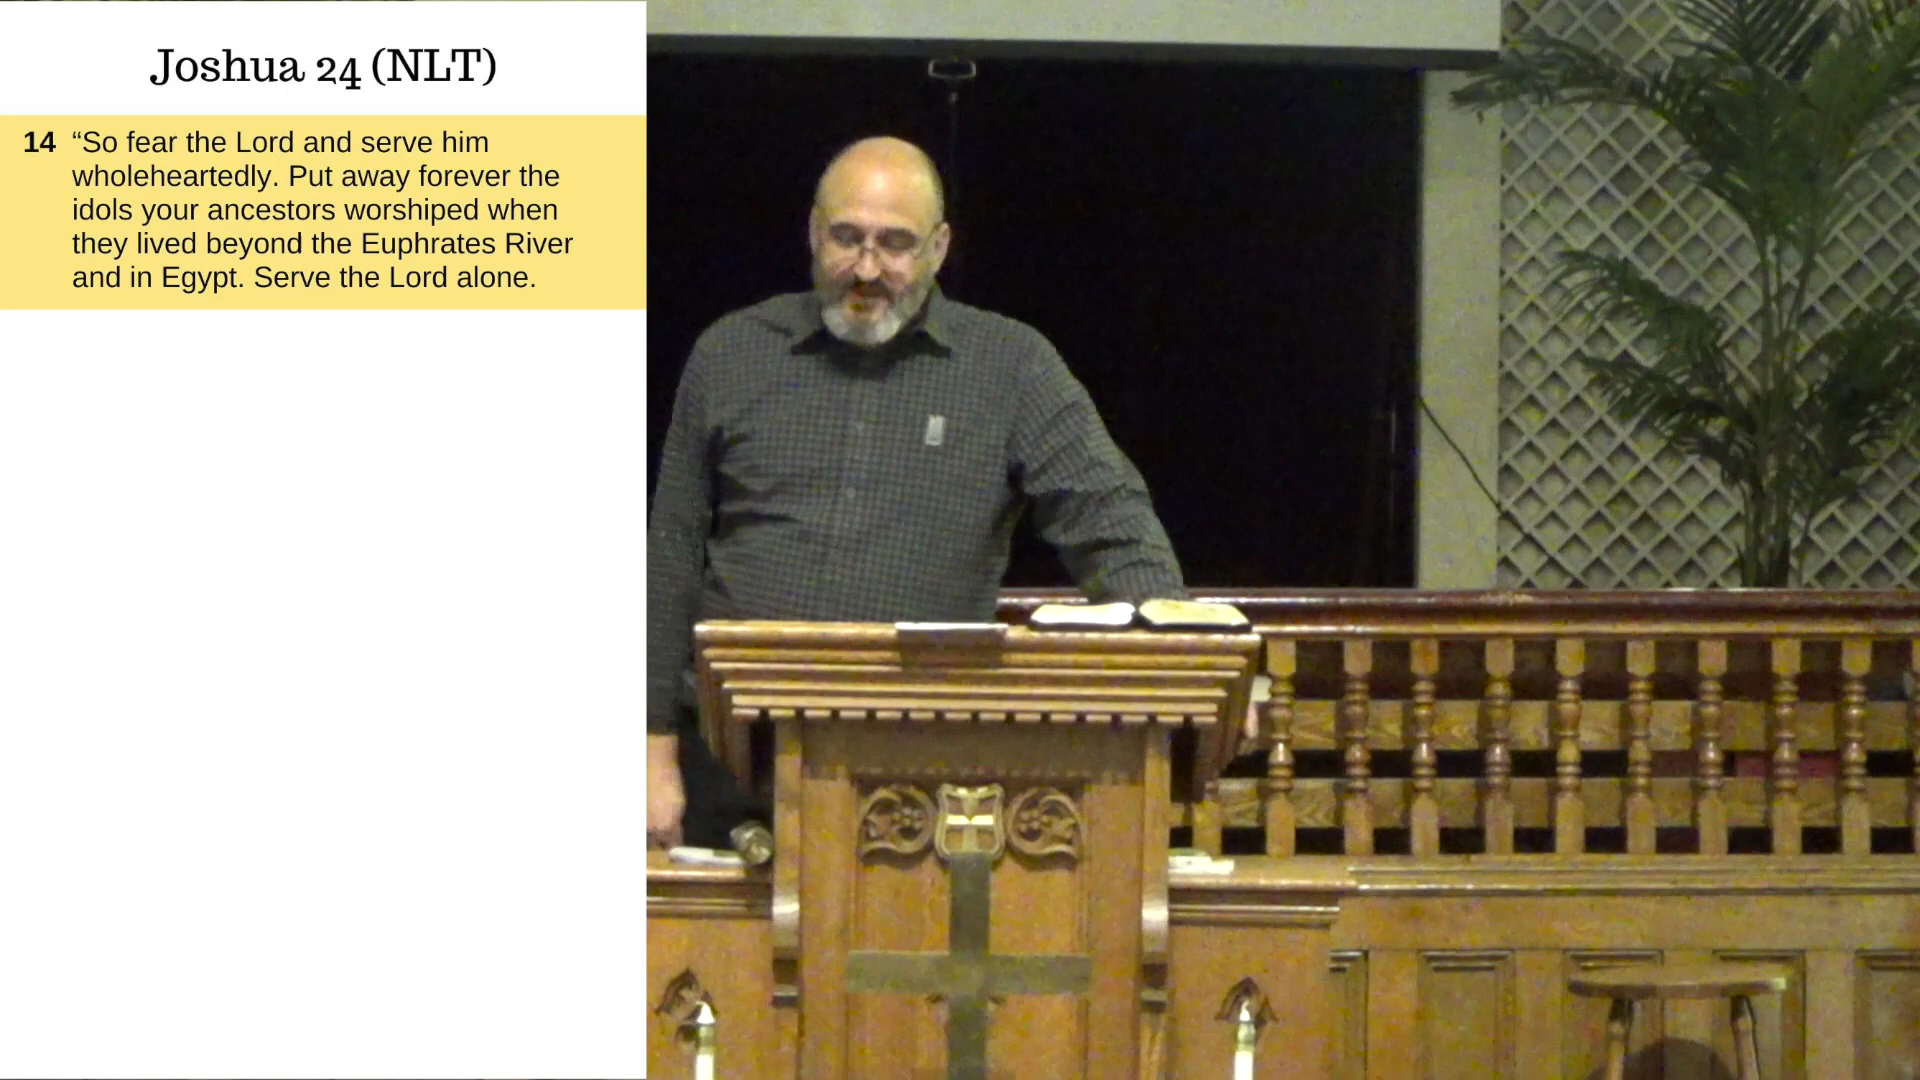 Joshua 24 (NLT)
14 “So fear the Lord and serve him
wholeheartedly. Put away forever the
idols your ancestors worshiped when
they lived beyond the Euphrates River
and in Egypt. Serve the Lord alone.